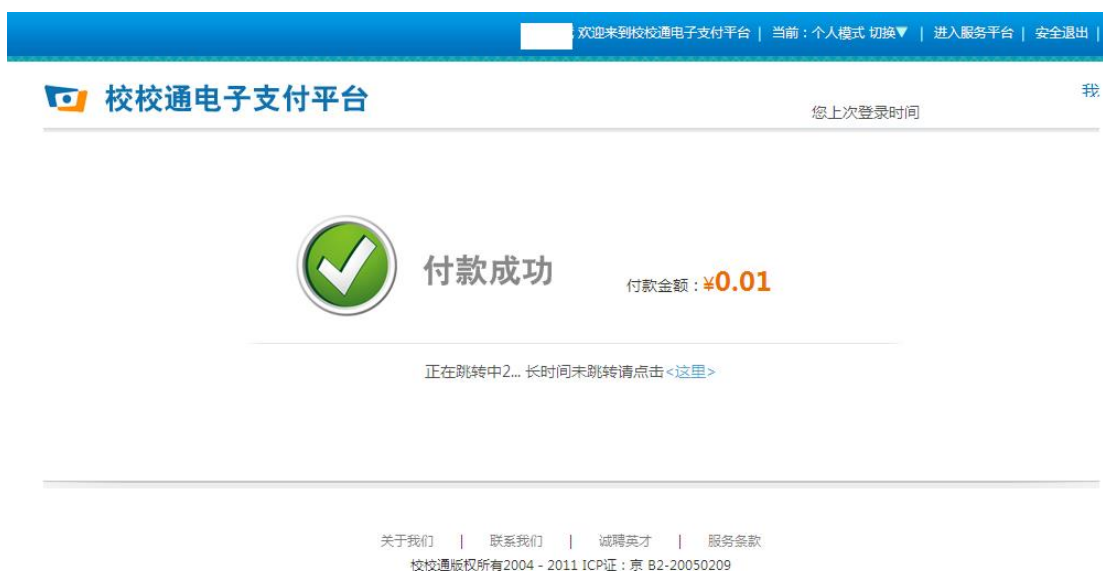 欢迎来到校校通电子支付平台 | 当前：个人模式 切换▼ | 进入服务平台 | 安全退出 |
校校通电子支付平台
我
您上次登录时间
付款成功
付款金额：¥0.01
正在跳转中2... 长时间未跳转请点击<这里>
关于我们 | 联系我们 | 诚聘英才 | 服务条款
校校通版权所有2004 - 2011 ICP证：京 B2-20050209